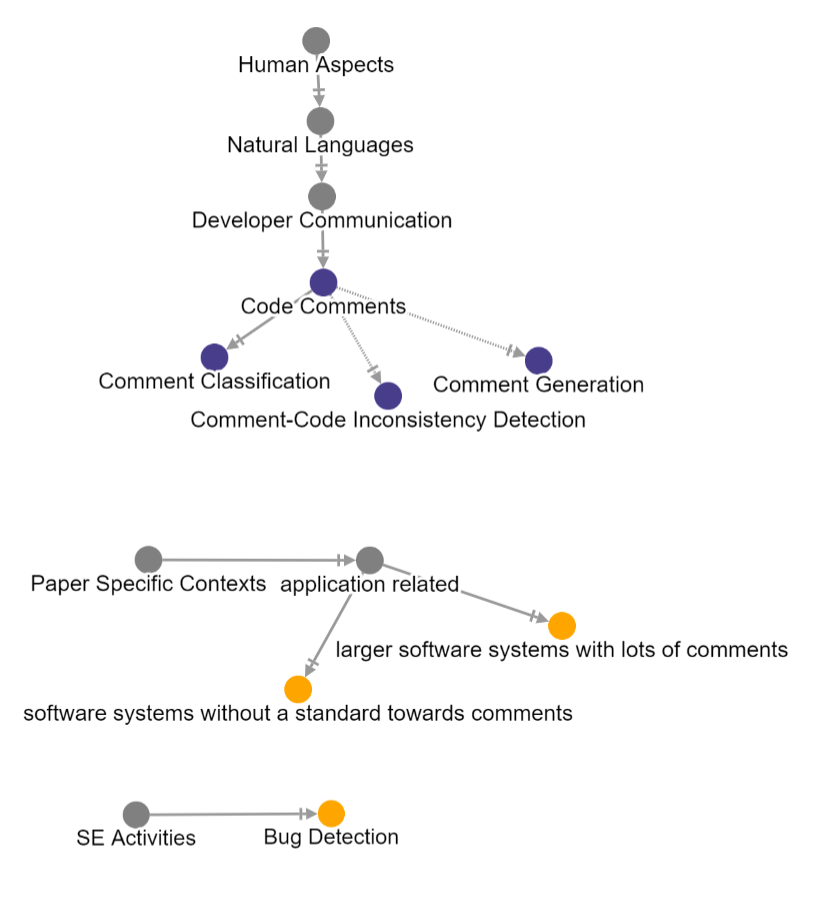 Human Aspects
Natural Languages
Developer Communication
Code Comments
Comment Classification
Comment Generation
Comment-Code Inconsistency Detection
Paper Specific Contexts
application related
larger software systems with lots of comments
software systems without a standard towards comments
SE Activities
Bug Detection